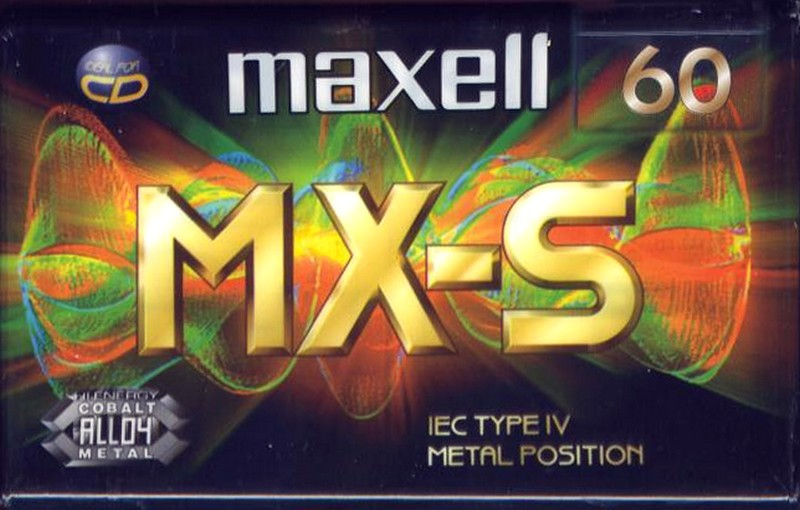 IDEAL FOR
CD
maxell
60
MX-S
HI ENERGY
COBALT
ALLOY
METAL
IEC TYPE IV
METAL POSITION